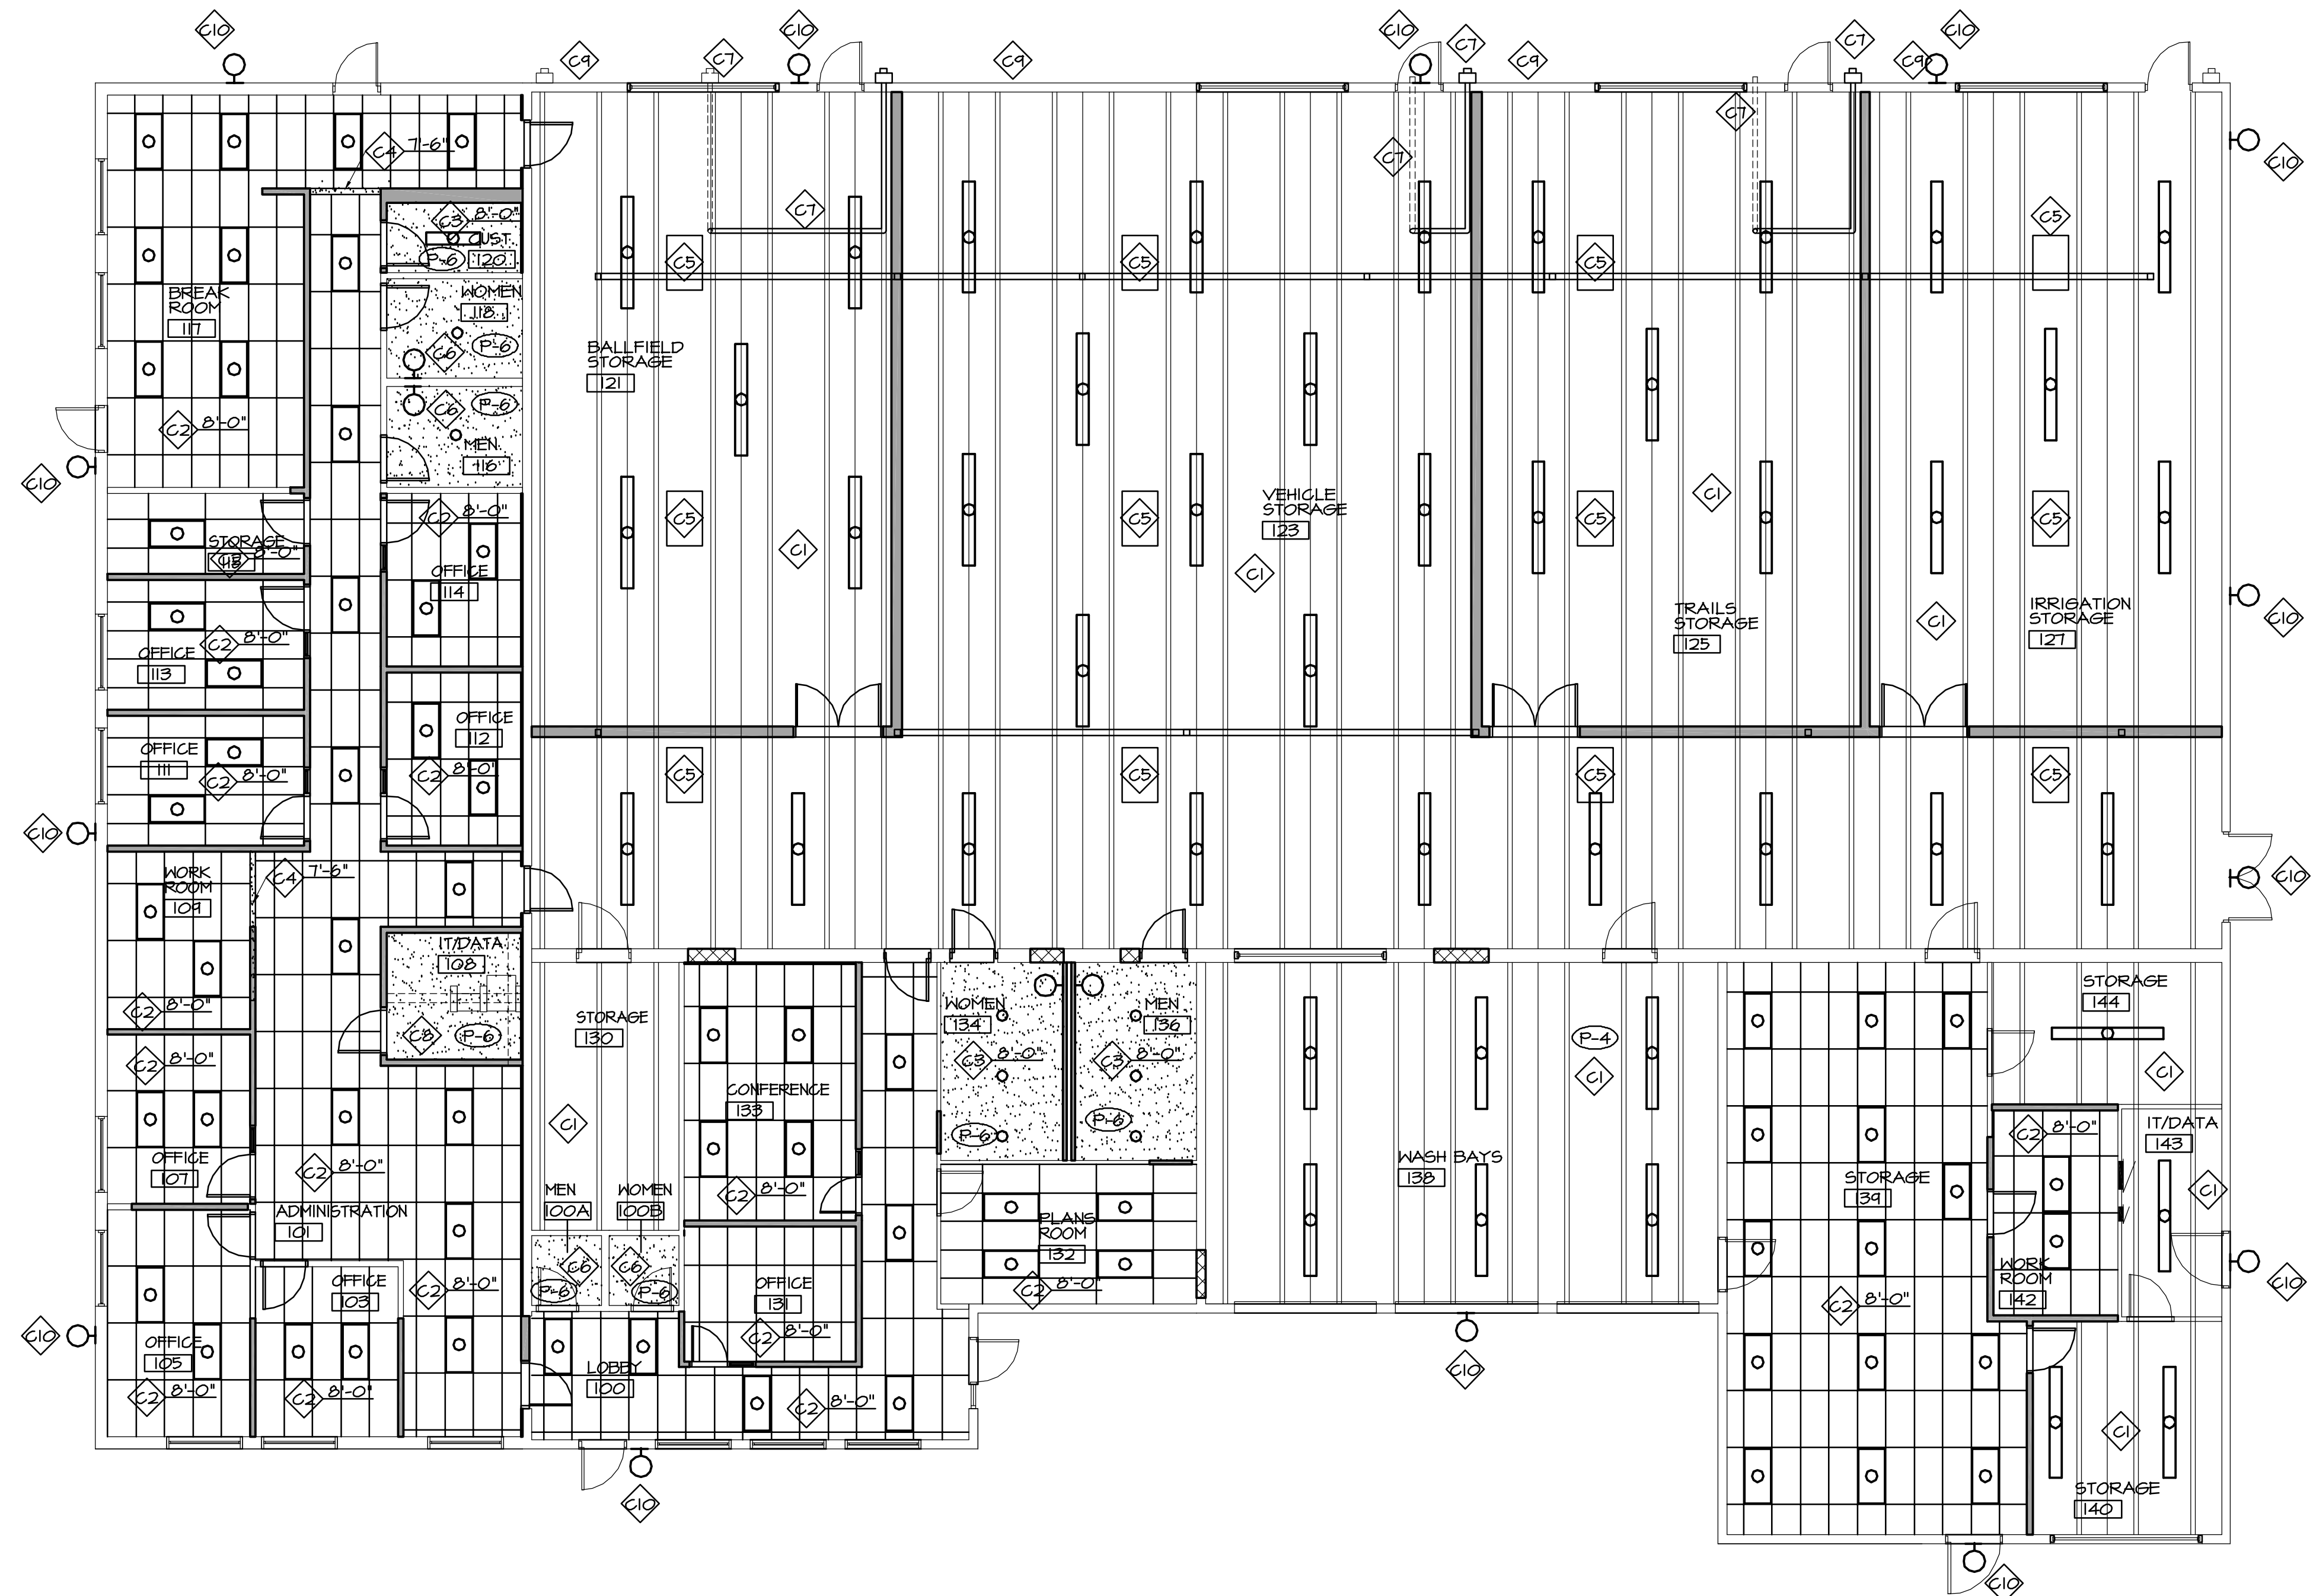 C10
C10
C10
C10
C9
C7
C9
C7
C9
C7
C9
C7
C4 7'-6"
C7
C10
C3 8'-0"
CUST.
P-6 120
C7
C5
C5
C5
C5
BREAK
ROOM
117
WOMEN
118
C6 P-6
BALLFIELD
STORAGE
121
C6 P-6
C2 8'-0"
MEN
116
C10
C2 8'-0"
C5
C5
VEHICLE
STORAGE
123
C5
C1
C5
STORAGE
115
C2 8'-0"
C1
C1
OFFICE
114
C2 8'-0"
OFFICE
113
TRAILS
STORAGE
125
C1
IRRIGATION
STORAGE
127
C10
OFFICE
111
C2 8'-0"
OFFICE
112
C2 8'-0"
C5
C5
C5
C5
C10
WORK
ROOM
109
C4 7'-6"
C10
IT/DATA
108
C2 8'-0"
C8 P-6
STORAGE
130
WOMEN
134
MEN
136
P-4
STORAGE
144
C2 8'-0"
C3 8'-0"
C3 8'-0"
C1
C1
CONFERENCE
133
C1
P-6
P-6
C2 8'-0"
IT/DATA
143
OFFICE
107
C2 8'-0"
WASH BAYS
138
STORAGE
139
C1
MEN
100A
WOMEN
100B
C2 8'-0"
ADMINISTRATION
101
PLANS
ROOM
132
C6
C6
P-6
P-6
OFFICE
103
C2 8'-0"
OFFICE
131
C2 8'-0"
WORK
ROOM
142
C10
C2 8'-0"
C10
OFFICE
105
C2 8'-0"
C10
LOBBY
100
C2 8'-0"
C2 8'-0"
C2 8'-0"
C1
STORAGE
140
C10
C10